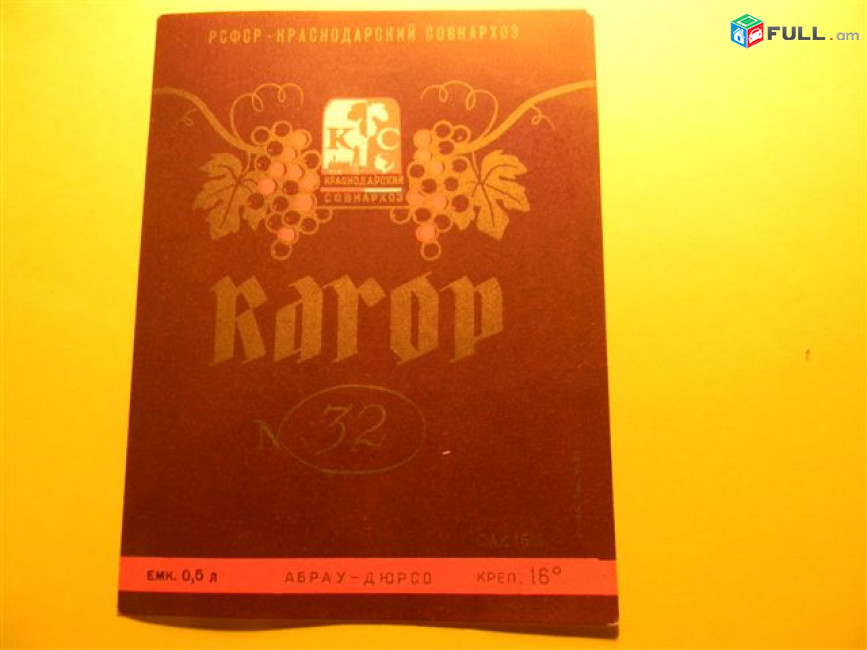 FULL.am
РСФСР-КРАСНОДАРСКИЙ СОВНАРХОЗ
К С
КРАСНОДАРСКИЙ
СОВНАРХОЗ
Кагор
N 32
САХ 16
ЕМК. 0,5 Л АБРАУ-ДЮРСО КРЕП. 16°